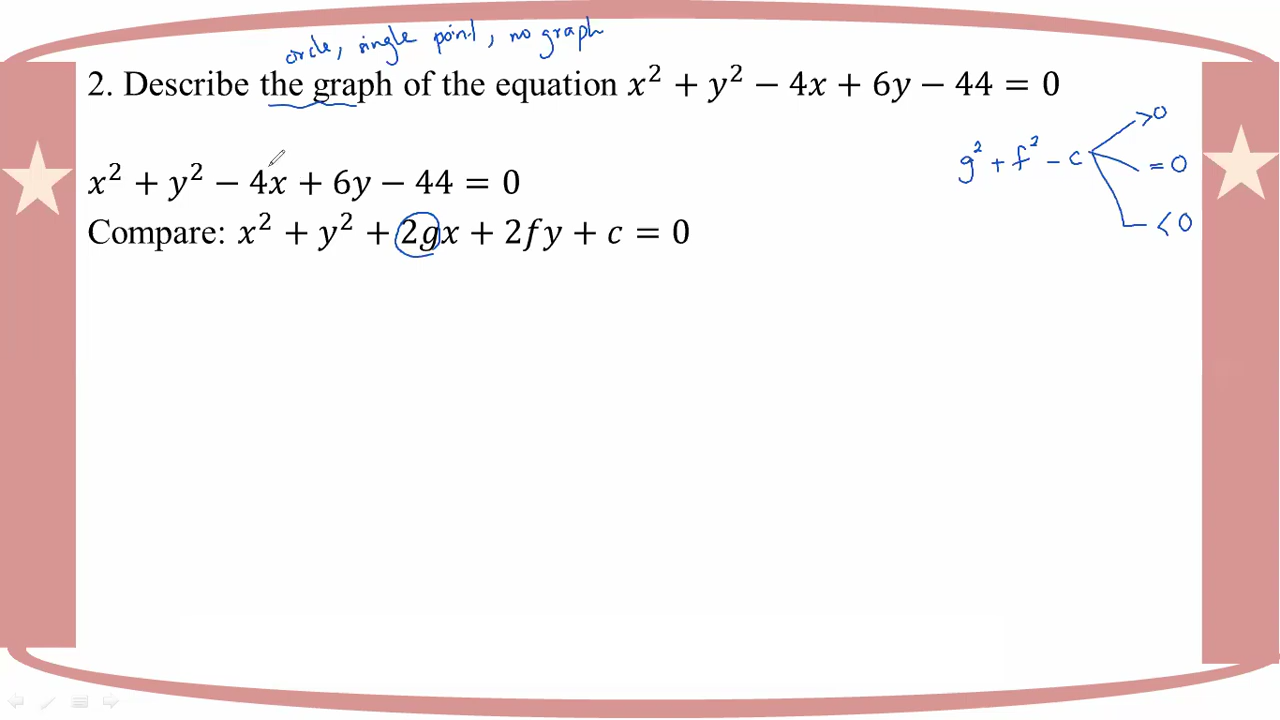 circle, single point, no graph
2. Describe the graph of the equation x² + y² − 4x + 6y − 44 = 0
g² + f² − c
>0
= 0
<0
x² + y² − 4x + 6y − 44 = 0
Compare: x² + y² + 2gx + 2fy + c = 0